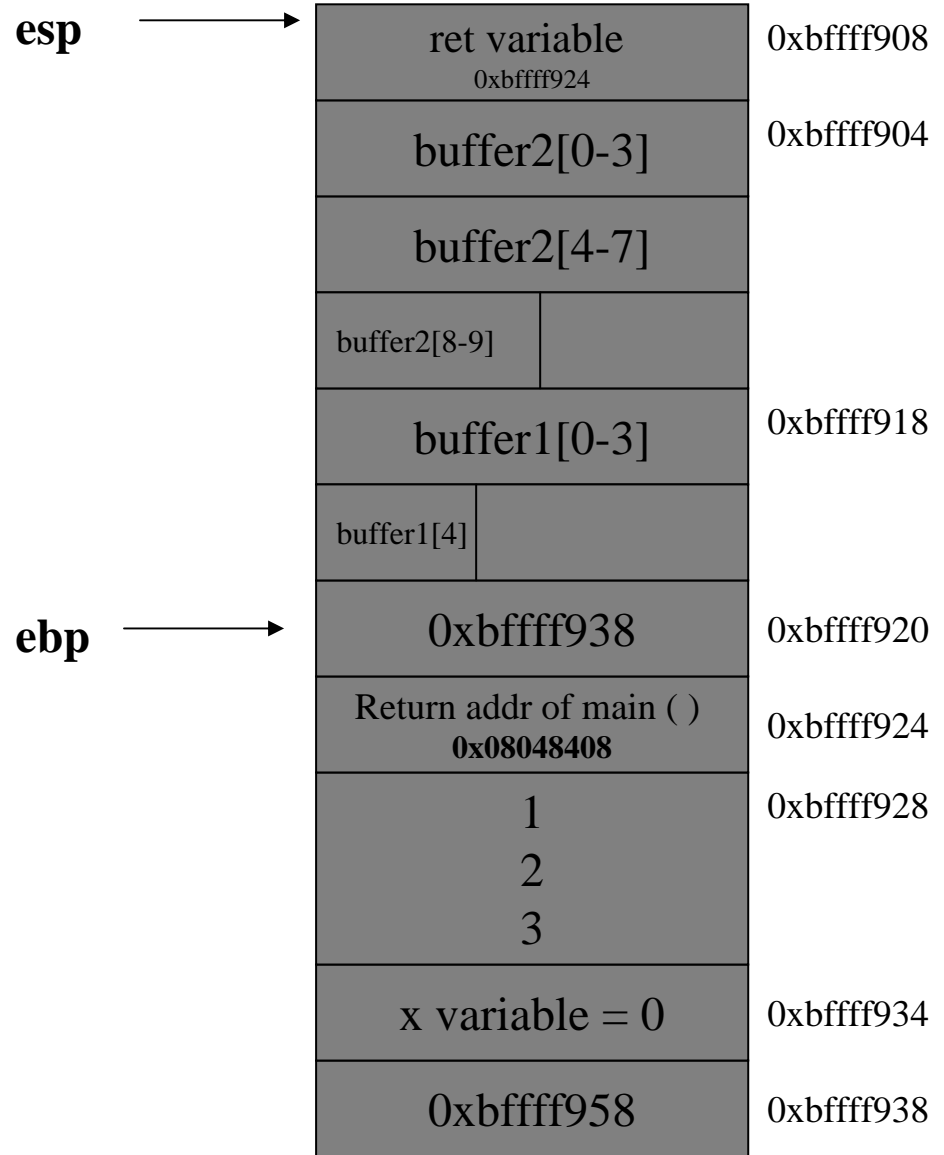 esp
ret variable
0xbffff924
0xbffff908
buffer2[0-3]
0xbffff904
buffer2[4-7]
buffer2[8-9]
buffer1[0-3]
0xbffff918
buffer1[4]
ebp
0xbffff938
0xbffff920
Return addr of main ( )
0x08048408
0xbffff924
1
0xbffff928
2
3
x variable = 0
0xbffff934
0xbffff958
0xbffff938